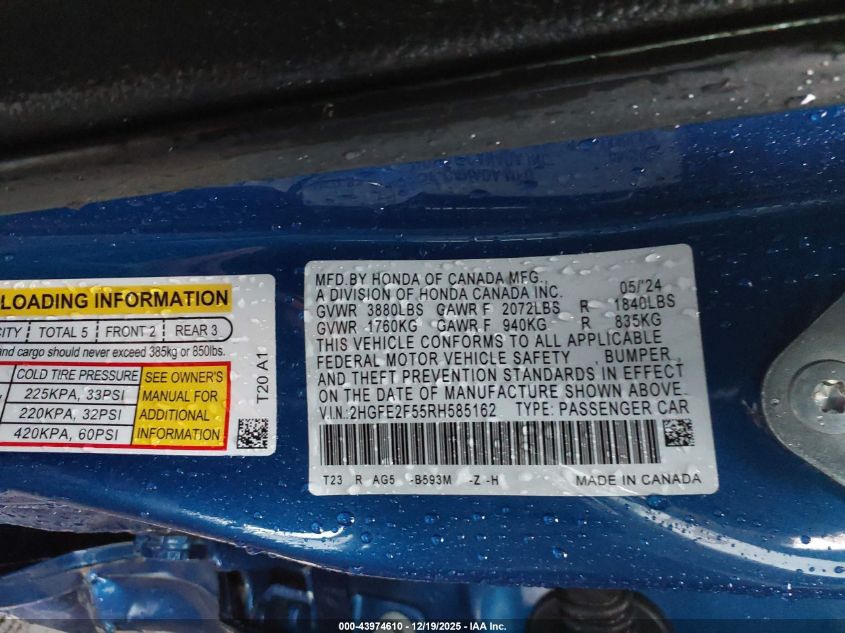 LOADING INFORMATION
CITY TOTAL 5 FRONT 2 REAR 3
and cargo should never exceed 385kg or 850lbs.
COLD TIRE PRESSURE SEE OWNER'S
225KPA, 33PSI MANUAL FOR
220KPA, 32PSI ADDITIONAL
420KPA, 60PSI INFORMATION
T20 A1
MFD.BY HONDA OF CANADA MFG., 05/'24
A DIVISION OF HONDA CANADA INC.
GVWR 3880LBS GAWR F 2072LBS R 1840LBS
GVWR 1760KG GAWR F 940KG R 835KG
THIS VEHICLE CONFORMS TO ALL APPLICABLE
FEDERAL MOTOR VEHICLE SAFETY , BUMPER ,
AND THEFT PREVENTION STANDARDS IN EFFECT
ON THE DATE OF MANUFACTURE SHOWN ABOVE.
V.I.N.:2HGFE2F55RH585162 TYPE: PASSENGER CAR
T23 R AG5 -B593M -Z -H MADE IN CANADA
000-43974610 - 12/19/2025 - IAA Inc.